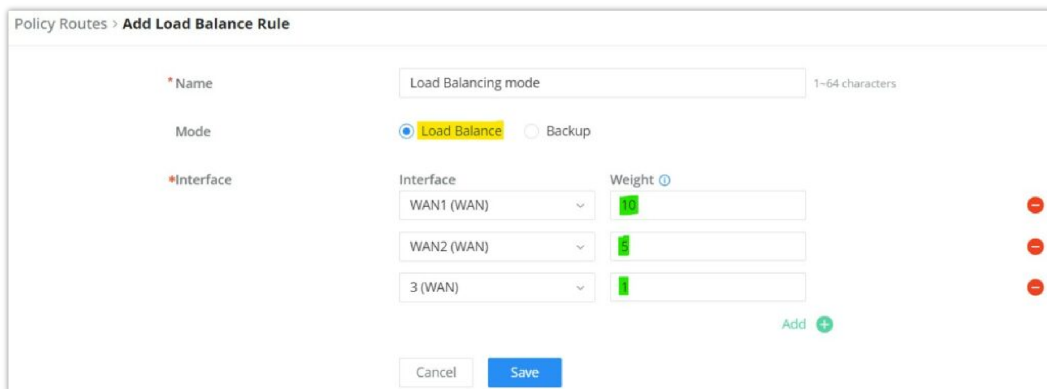 Policy Routes > Add Load Balance Rule
*Name Load Balancing mode 1~64 characters
Mode Load Balance Backup
*Interface Interface Weight
WAN1 (WAN) 10
WAN2 (WAN) 5
3 (WAN) 1
Add
Cancel Save